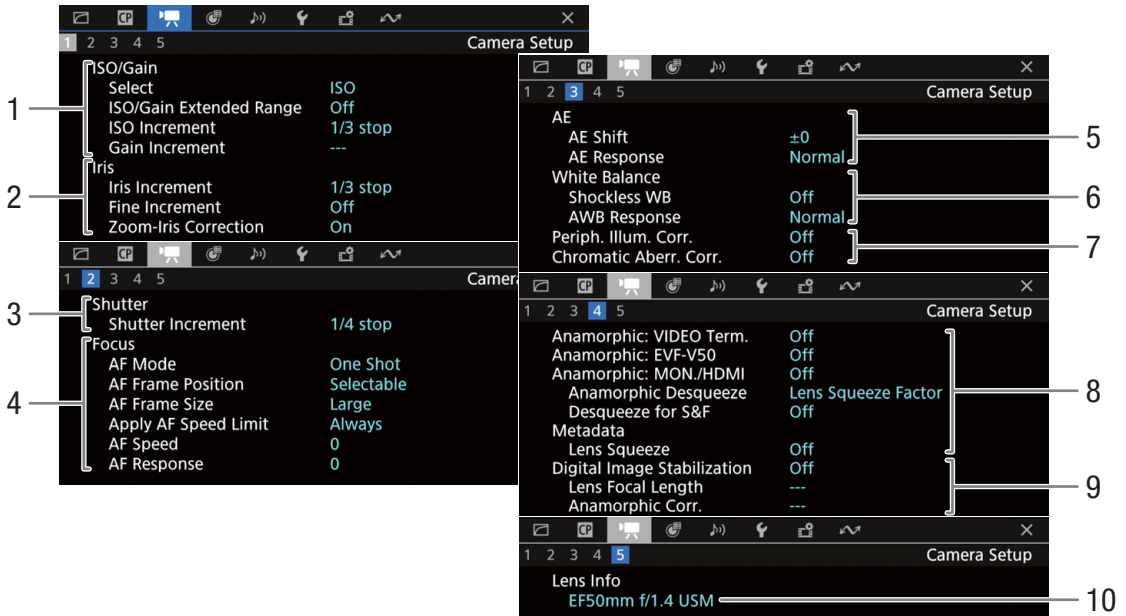 CP
1 2 3 4 5 Camera Setup
1
ISO/Gain
Select ISO
ISO/Gain Extended Range Off
ISO Increment 1/3 stop
Gain Increment ---
2
Iris
Iris Increment 1/3 stop
Fine Increment Off
Zoom-Iris Correction On
CP
1 2 3 4 5 Camera
3
Shutter
Shutter Increment 1/4 stop
4
Focus
AF Mode One Shot
AF Frame Position Selectable
AF Frame Size Large
Apply AF Speed Limit Always
AF Speed 0
AF Response 0
CP
1 2 3 4 5 Camera Setup
AE
AE Shift ±0
AE Response Normal
5
White Balance
Shockless WB Off
AWB Response Normal
6
Periph. Illum. Corr. Off
Chromatic Aberr. Corr. Off
7
CP
1 2 3 4 5 Camera Setup
Anamorphic: VIDEO Term. Off
Anamorphic: EVF-V50 Off
Anamorphic: MON./HDMI Off
Anamorphic Desqueeze Lens Squeeze Factor
Desqueeze for S&F Off
Metadata
Lens Squeeze Off
8
Digital Image Stabilization Off
Lens Focal Length ---
Anamorphic Corr. ---
9
CP
1 2 3 4 5 Camera Setup
Lens Info
EF50mm f/1.4 USM
10